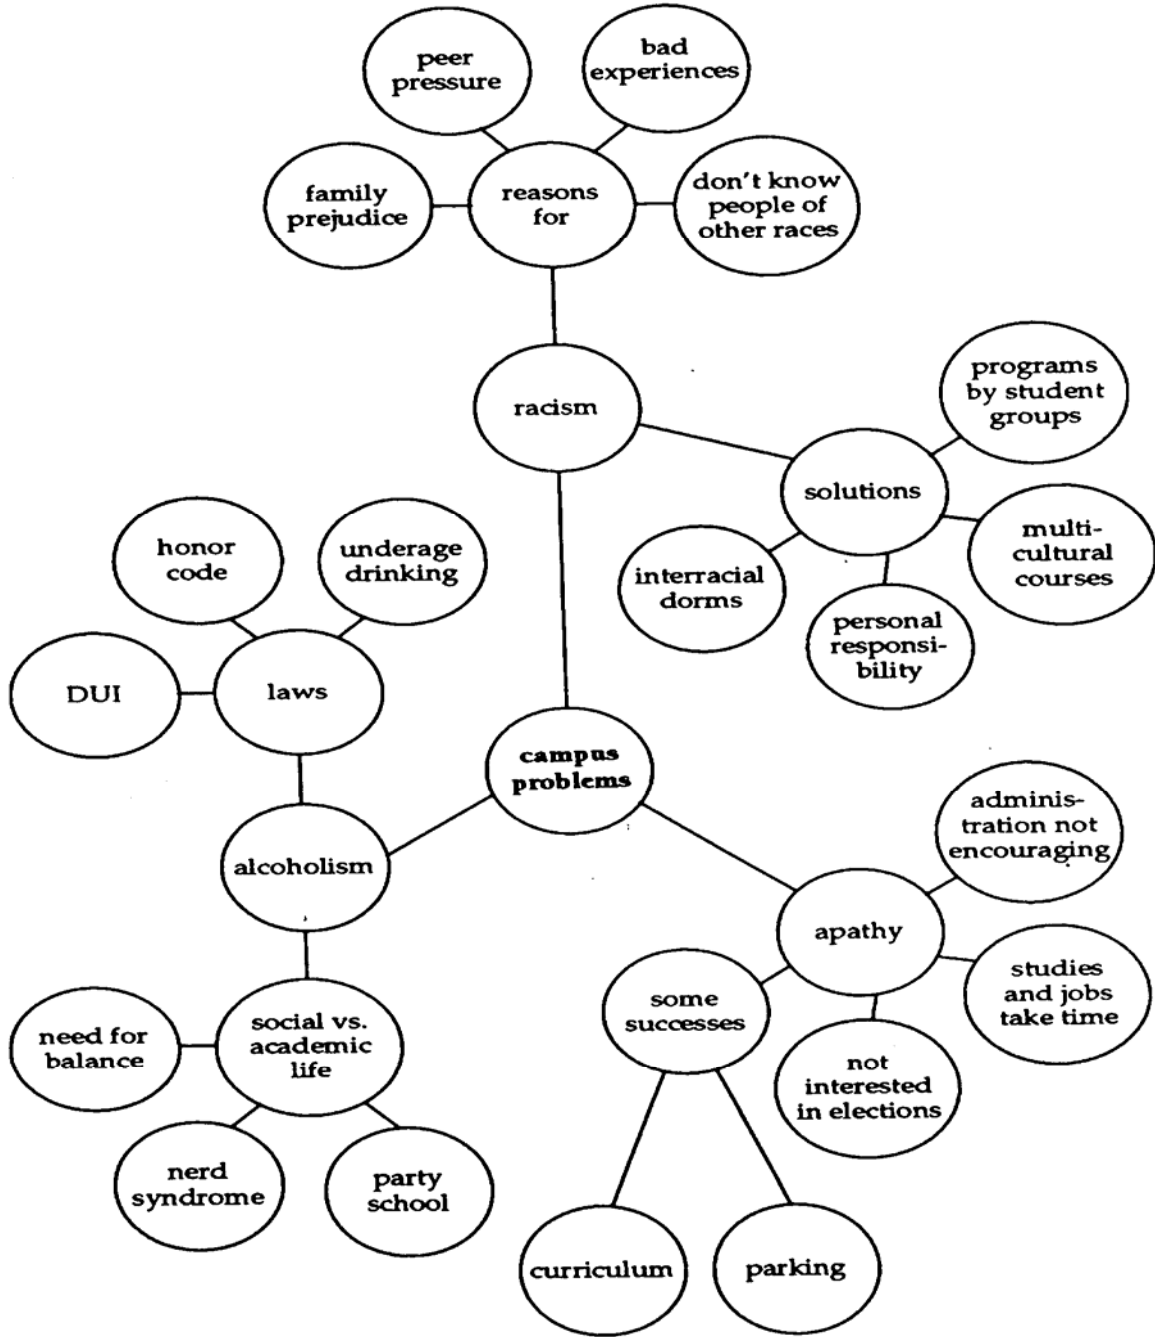 peer
pressure
bad
experiences
family
prejudice
reasons
for
don't know
people of
other races
racism
programs
by student
groups
solutions
multi-
cultural
courses
interracial
dorms
personal
responsi-
bility
honor
code
underage
drinking
DUI
laws
campus
problems
alcoholism
adminis-
tration not
encouraging
apathy
studies
and jobs
take time
some
successes
not
interested
in elections
need for
balance
social vs.
academic
life
nerd
syndrome
party
school
curriculum
parking